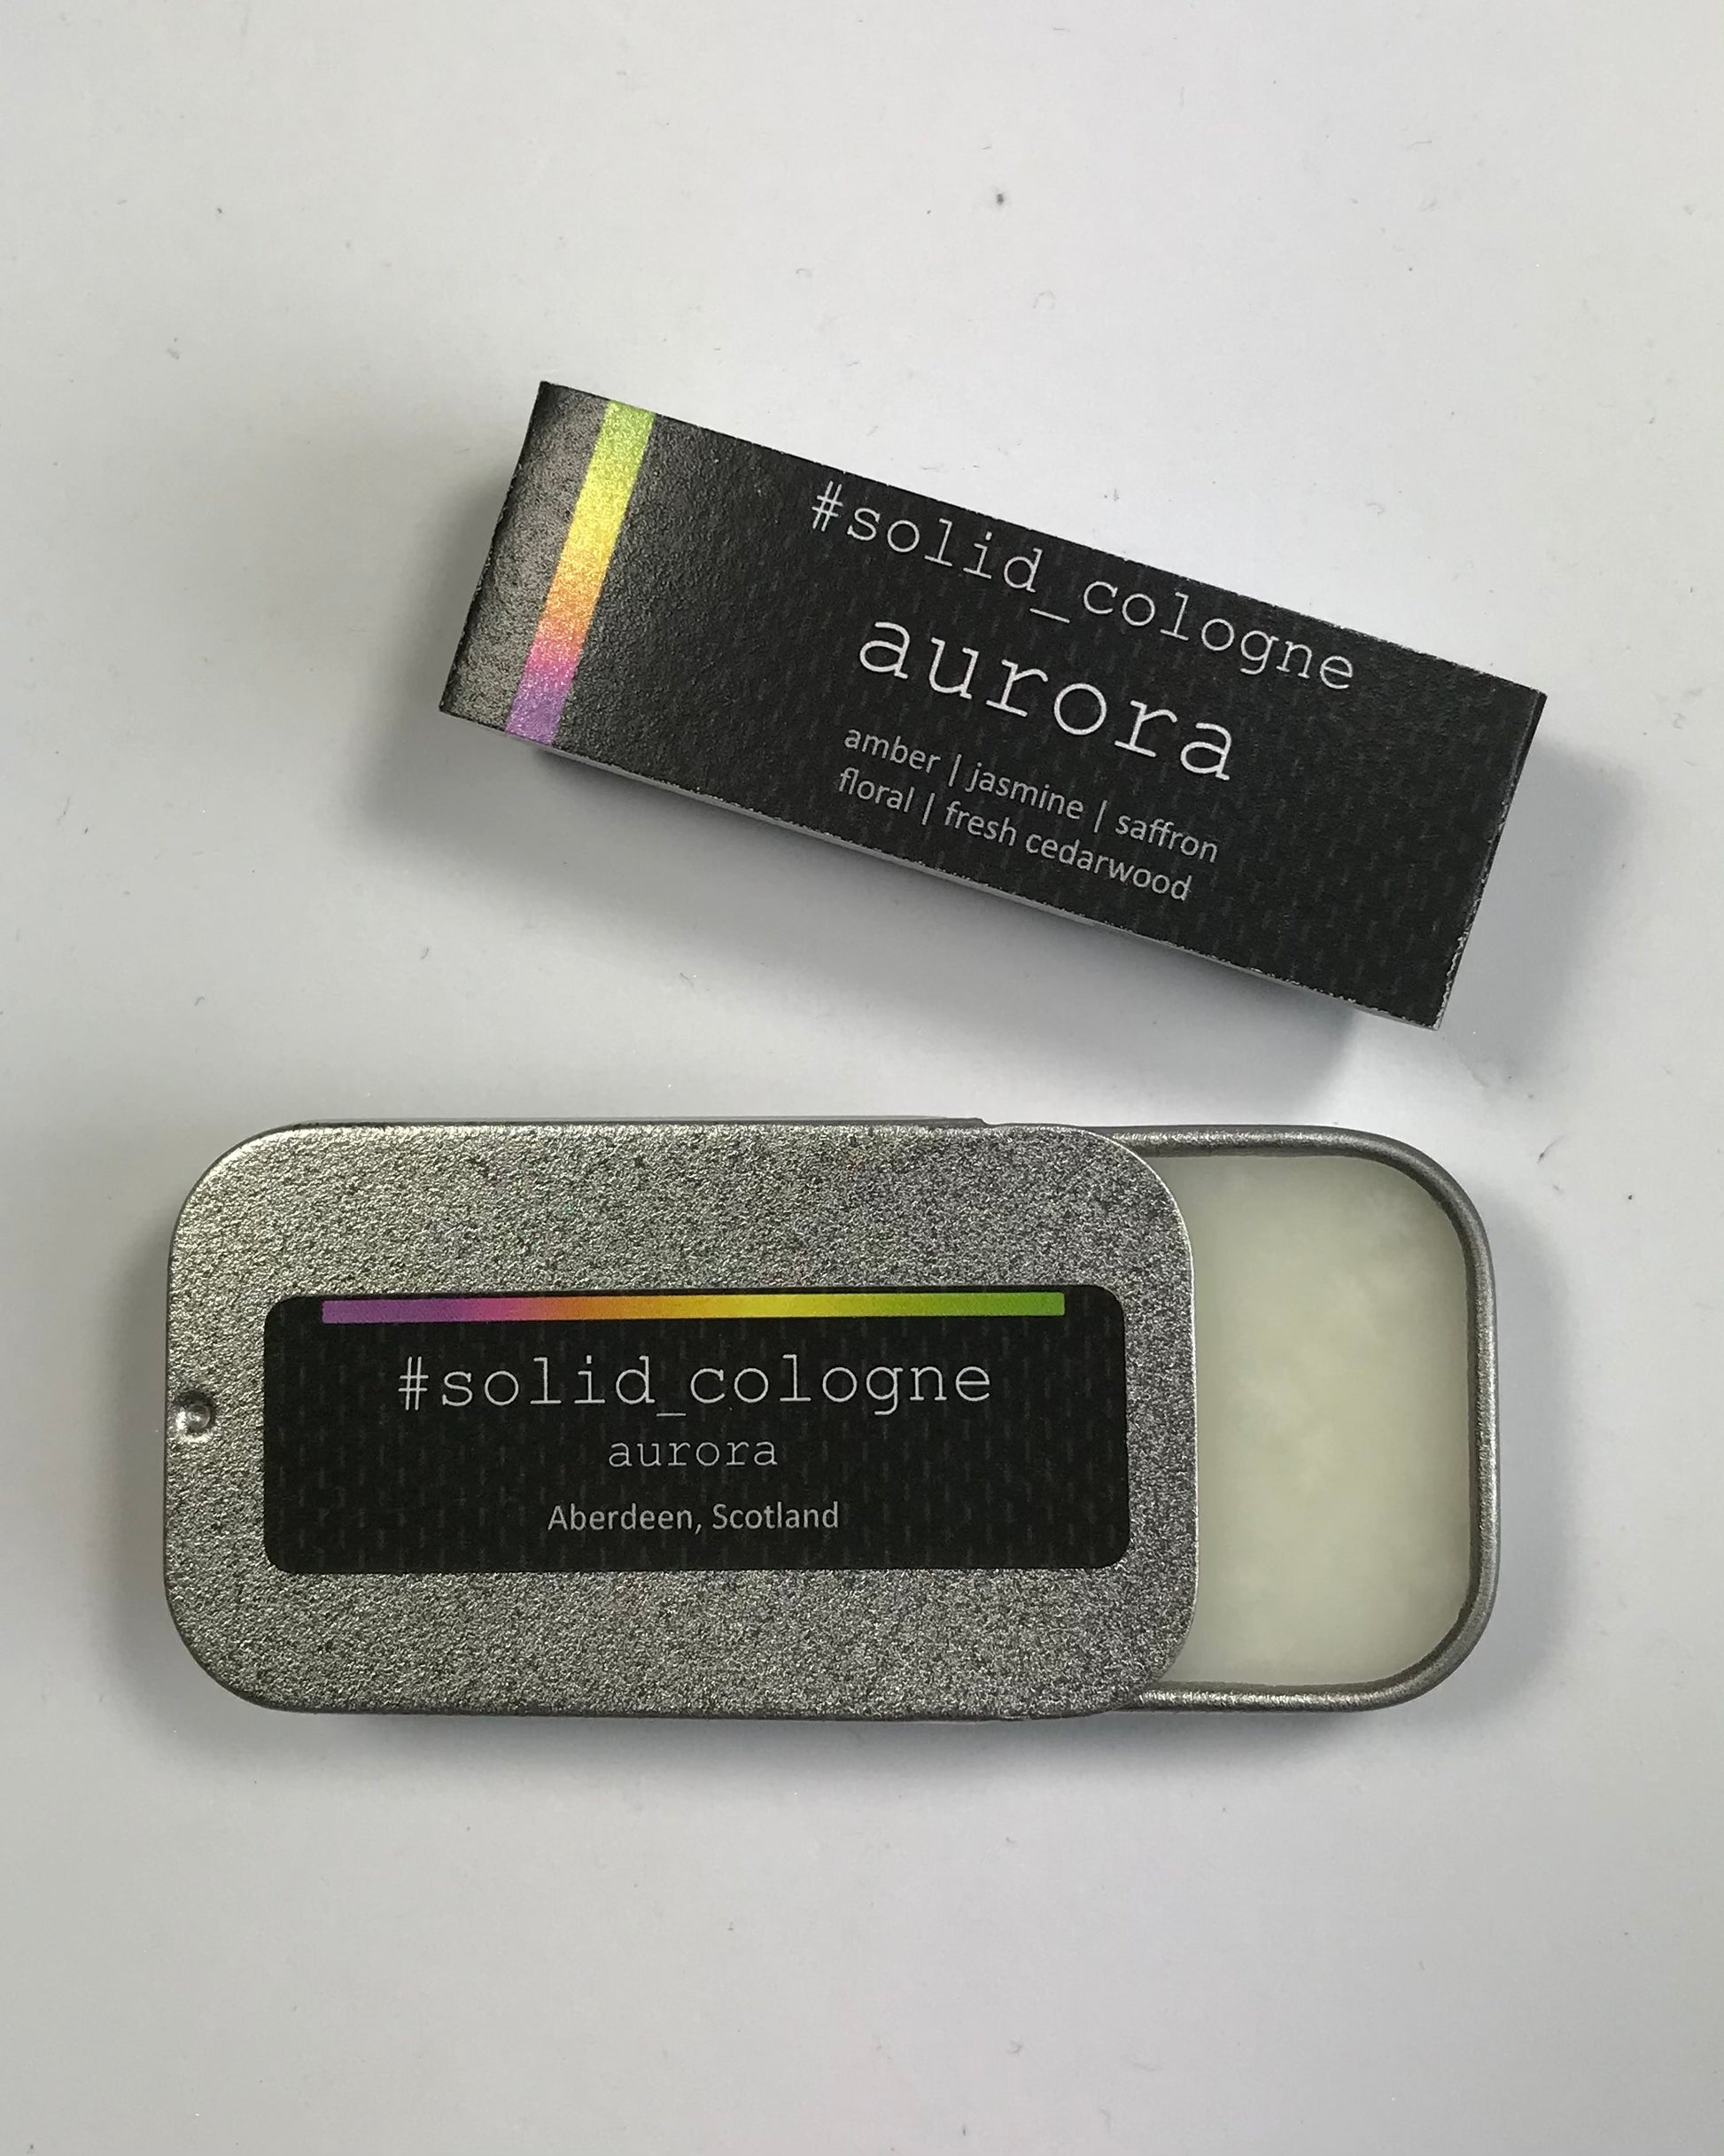 #solid_cologne
aurora
amber | jasmine | saffron
floral | fresh cedarwood
#solid_cologne
aurora
Aberdeen, Scotland